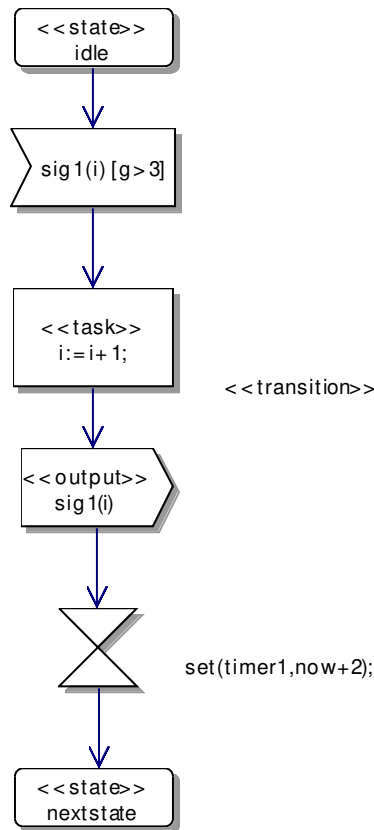 <<state>>
idle
sig1(i) [g>3]
<<task>>
i:=i+1;
<<transition>>
<<output>>
sig1(i)
set(timer1,now+2);
<<state>>
nextstate